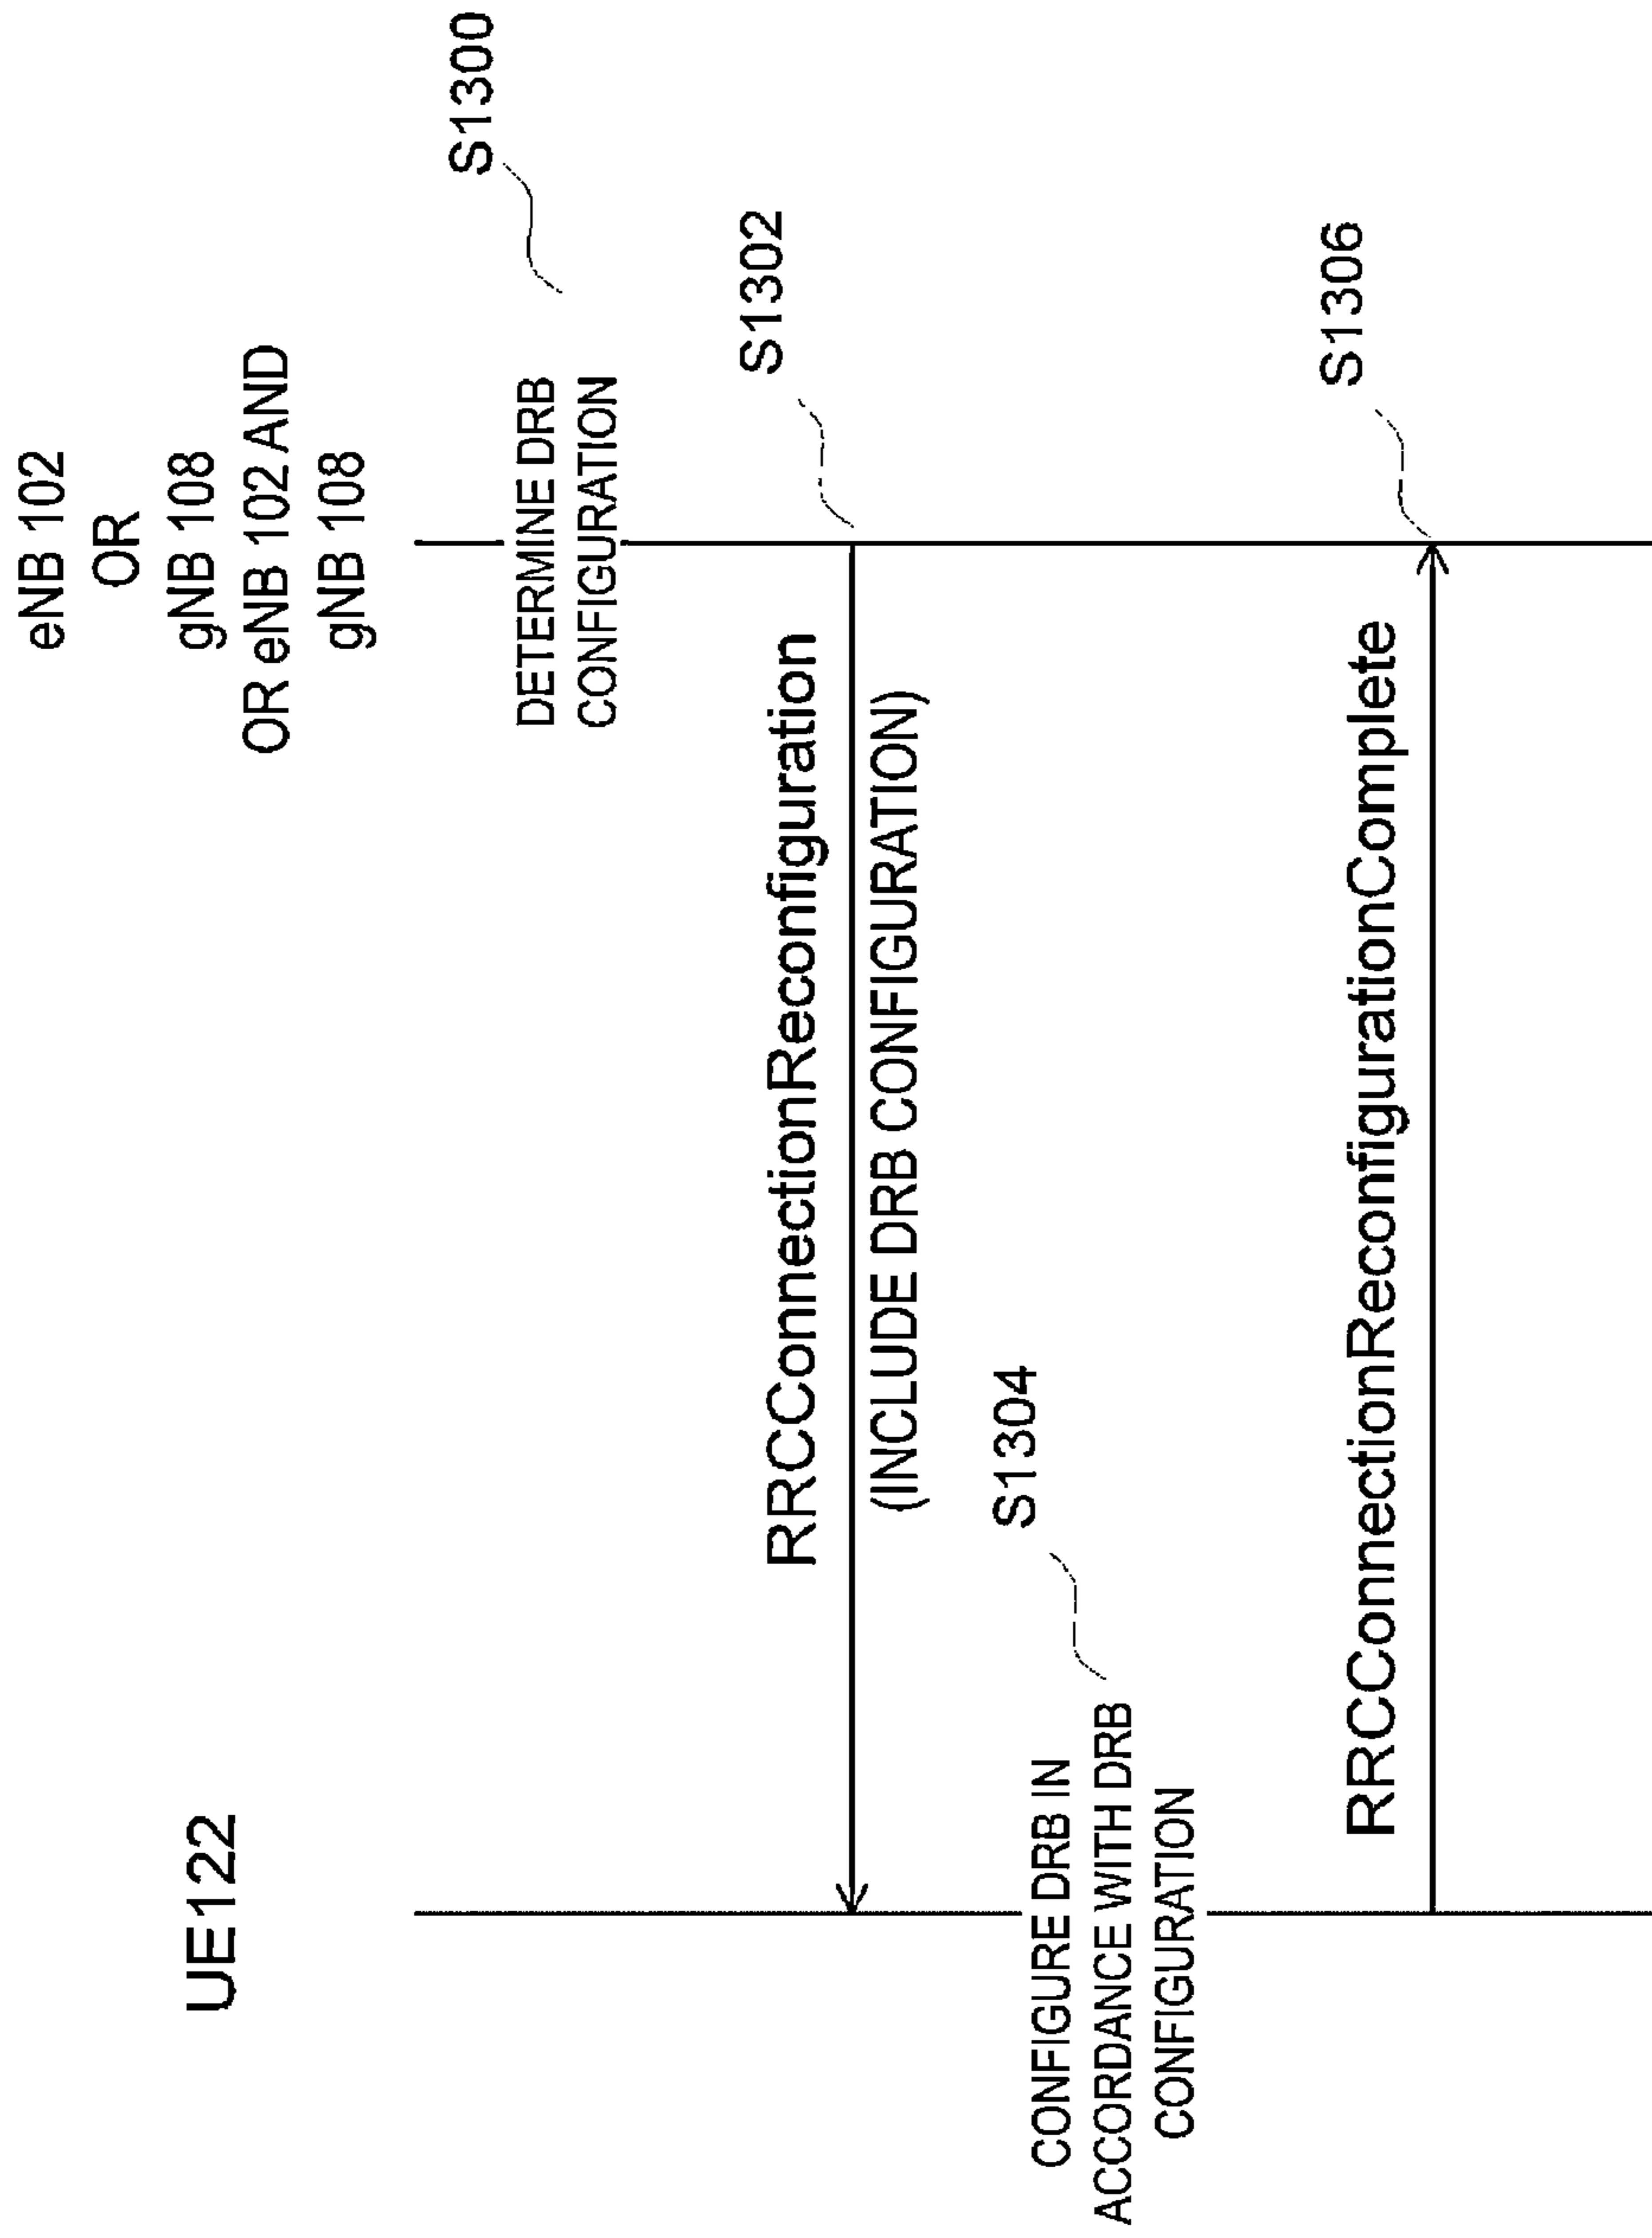 UE122
eNB 102
OR
gNB 108
OR eNB 102 AND
gNB 108
DETERMINE DRB
CONFIGURATION
S1300
RRCConnectionReconfiguration
(INCLUDE DRB CONFIGURATION)
S1302
CONFIGURE DRB IN
ACCORDANCE WITH DRB
CONFIGURATION
S1304
RRCConnectionReconfigurationComplete
S1306